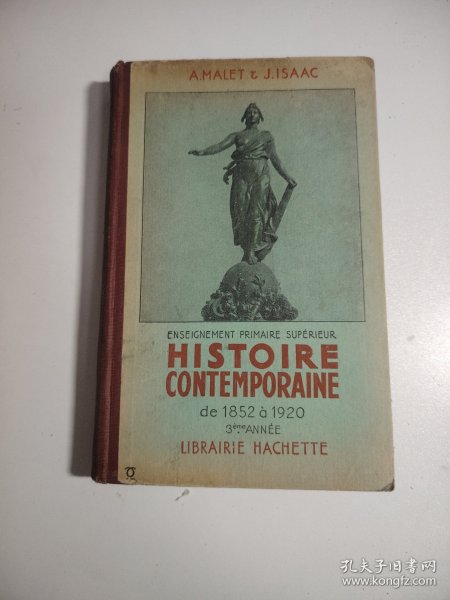 A.MALET & J.ISAAC
ENSEIGNEMENT PRIMAIRE SUPÉRIEUR
HISTOIRE
CONTEMPORAINE
de 1852 à 1920
3ème ANNÉE
LIBRAIRIE HACHETTE
孔夫子旧书网
www.kongfz.com